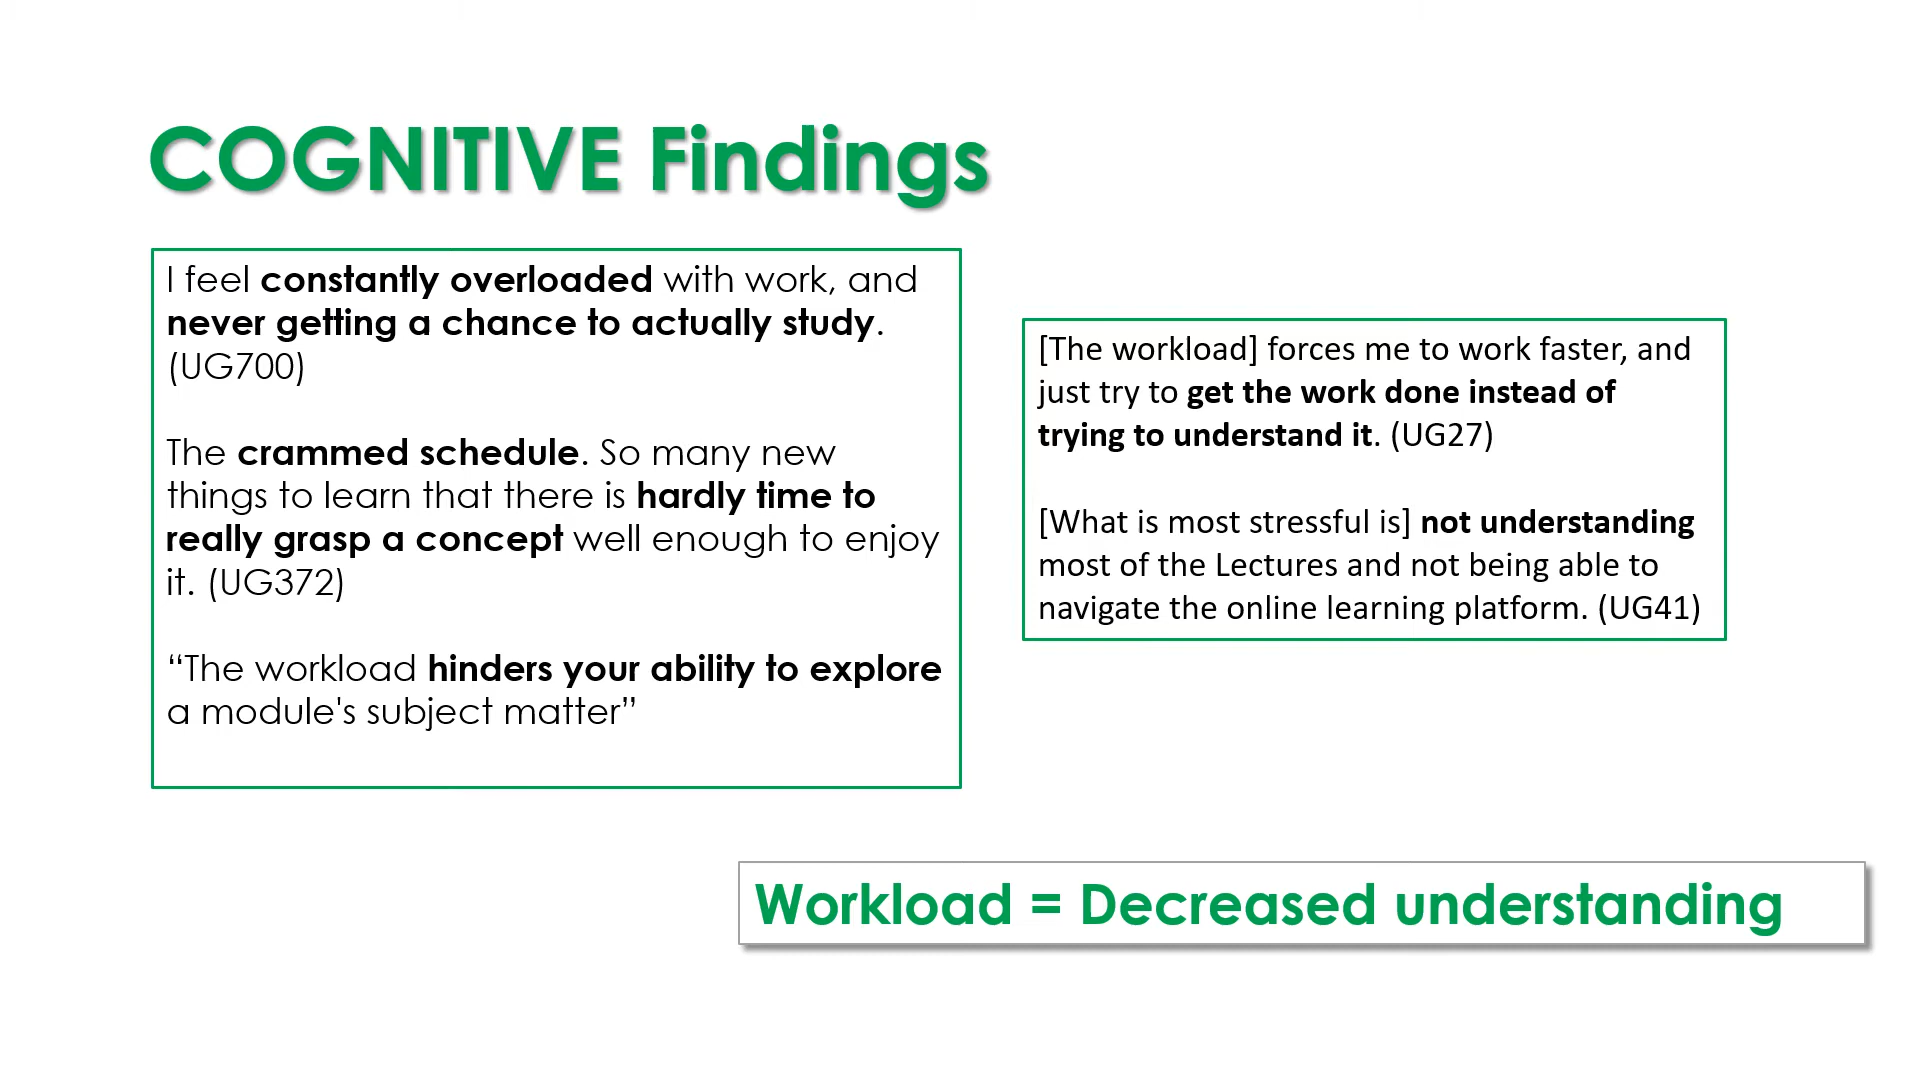 COGNITIVE Findings
I feel constantly overloaded with work, and
never getting a chance to actually study.
(UG700)
The crammed schedule. So many new
things to learn that there is hardly time to
really grasp a concept well enough to enjoy
it. (UG372)
“The workload hinders your ability to explore
a module's subject matter”
[The workload] forces me to work faster, and
just try to get the work done instead of
trying to understand it. (UG27)
[What is most stressful is] not understanding
most of the Lectures and not being able to
navigate the online learning platform. (UG41)
Workload = Decreased understanding